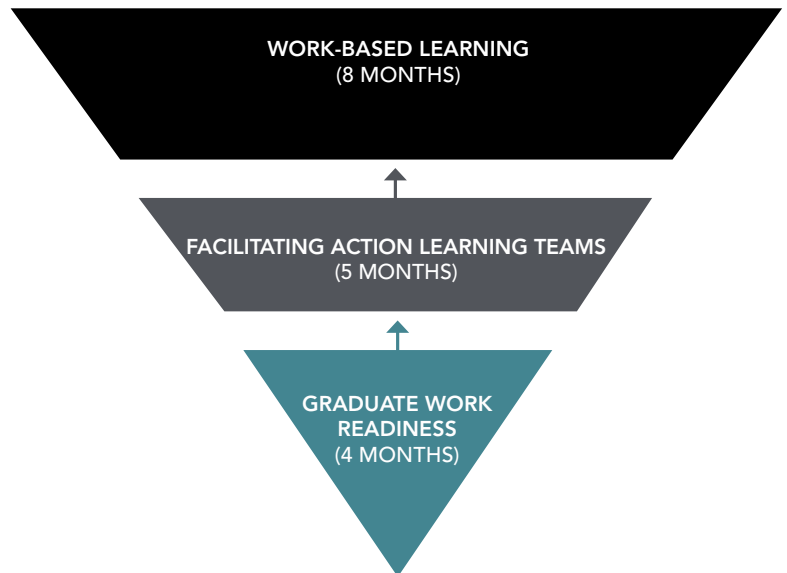 WORK-BASED LEARNING
(8 MONTHS)
FACILITATING ACTION LEARNING TEAMS
(5 MONTHS)
GRADUATE WORK
READINESS
(4 MONTHS)